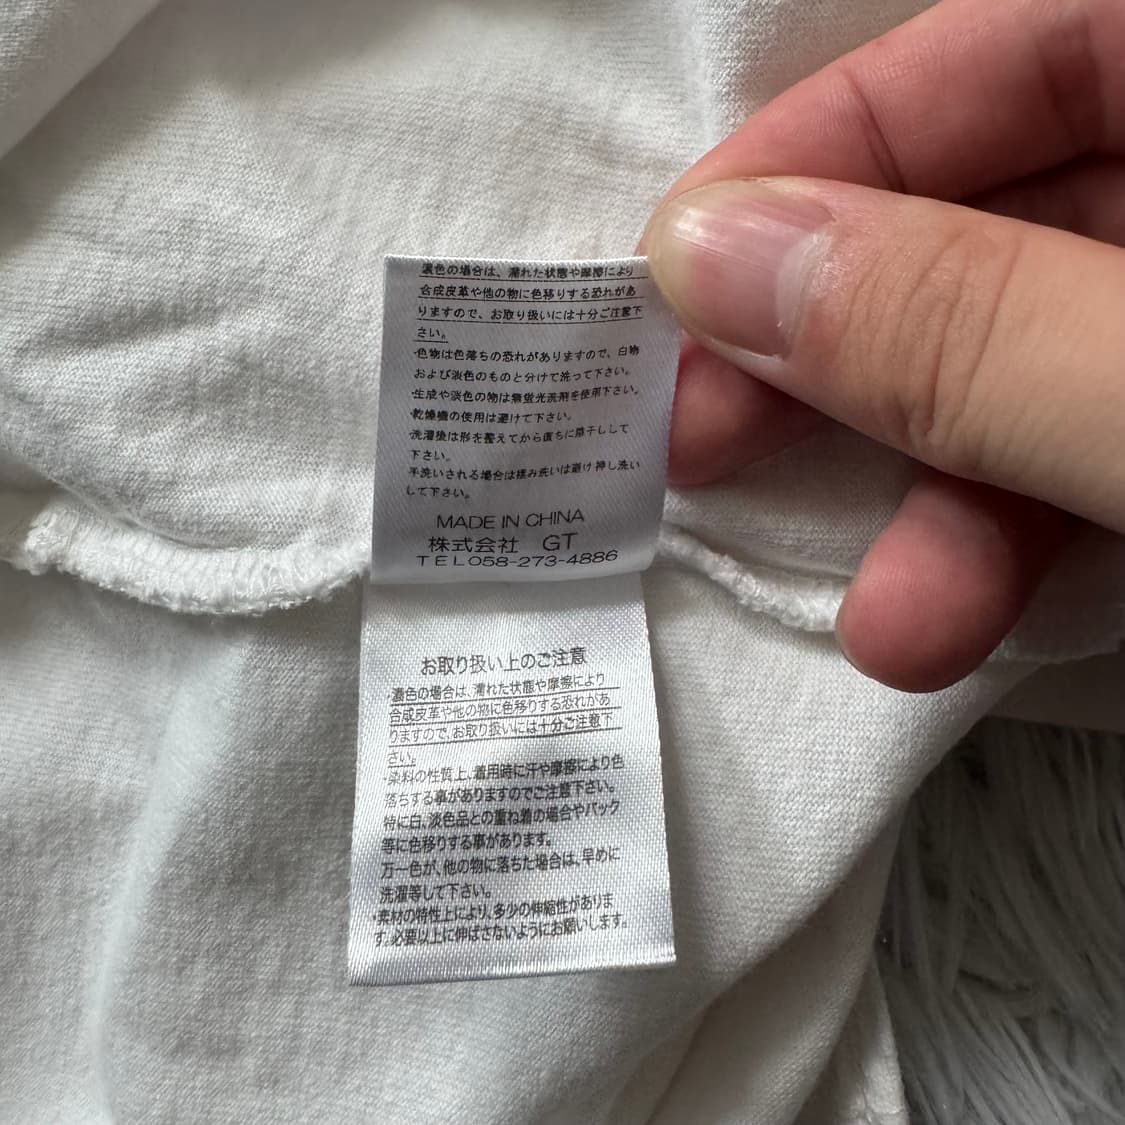 濃色の場合は、濡れた状態や摩擦により
合成皮革や他の物に色移りする恐れがあ
りますので、お取り扱いには十分ご注意下
さい。
・色物は色落ちの恐れがありますので、白物
および淡色のものと分けて洗って下さい。
・生成や淡色の物は無蛍光洗剤を使用下さい。
・乾燥機の使用は避けて下さい。
・洗濯後は形を整えてから直ちに陰干しして
下さい。
手洗いされる場合は揉み洗いは避け押し洗い
して下さい。
MADE IN CHINA
株式会社 GT
TEL058-273-4886
お取り扱い上のご注意
・濃色の場合は、濡れた状態や摩擦により
合成皮革や他の物に色移りする恐れがあ
りますので、お取り扱いには十分ご注意下
さい。
・染料の性質上、着用時に汗や摩擦により色
落ちする事がありますのでご注意下さい。
特に白、淡色品との重ね着の場合やバック
等に色移りする事があります。
万一色が、他の物に落ちた場合は、早めに
洗濯等して下さい。
・素材の特性上により、多少の伸縮性がありま
す。必要以上に伸ばさないようにお願いします。